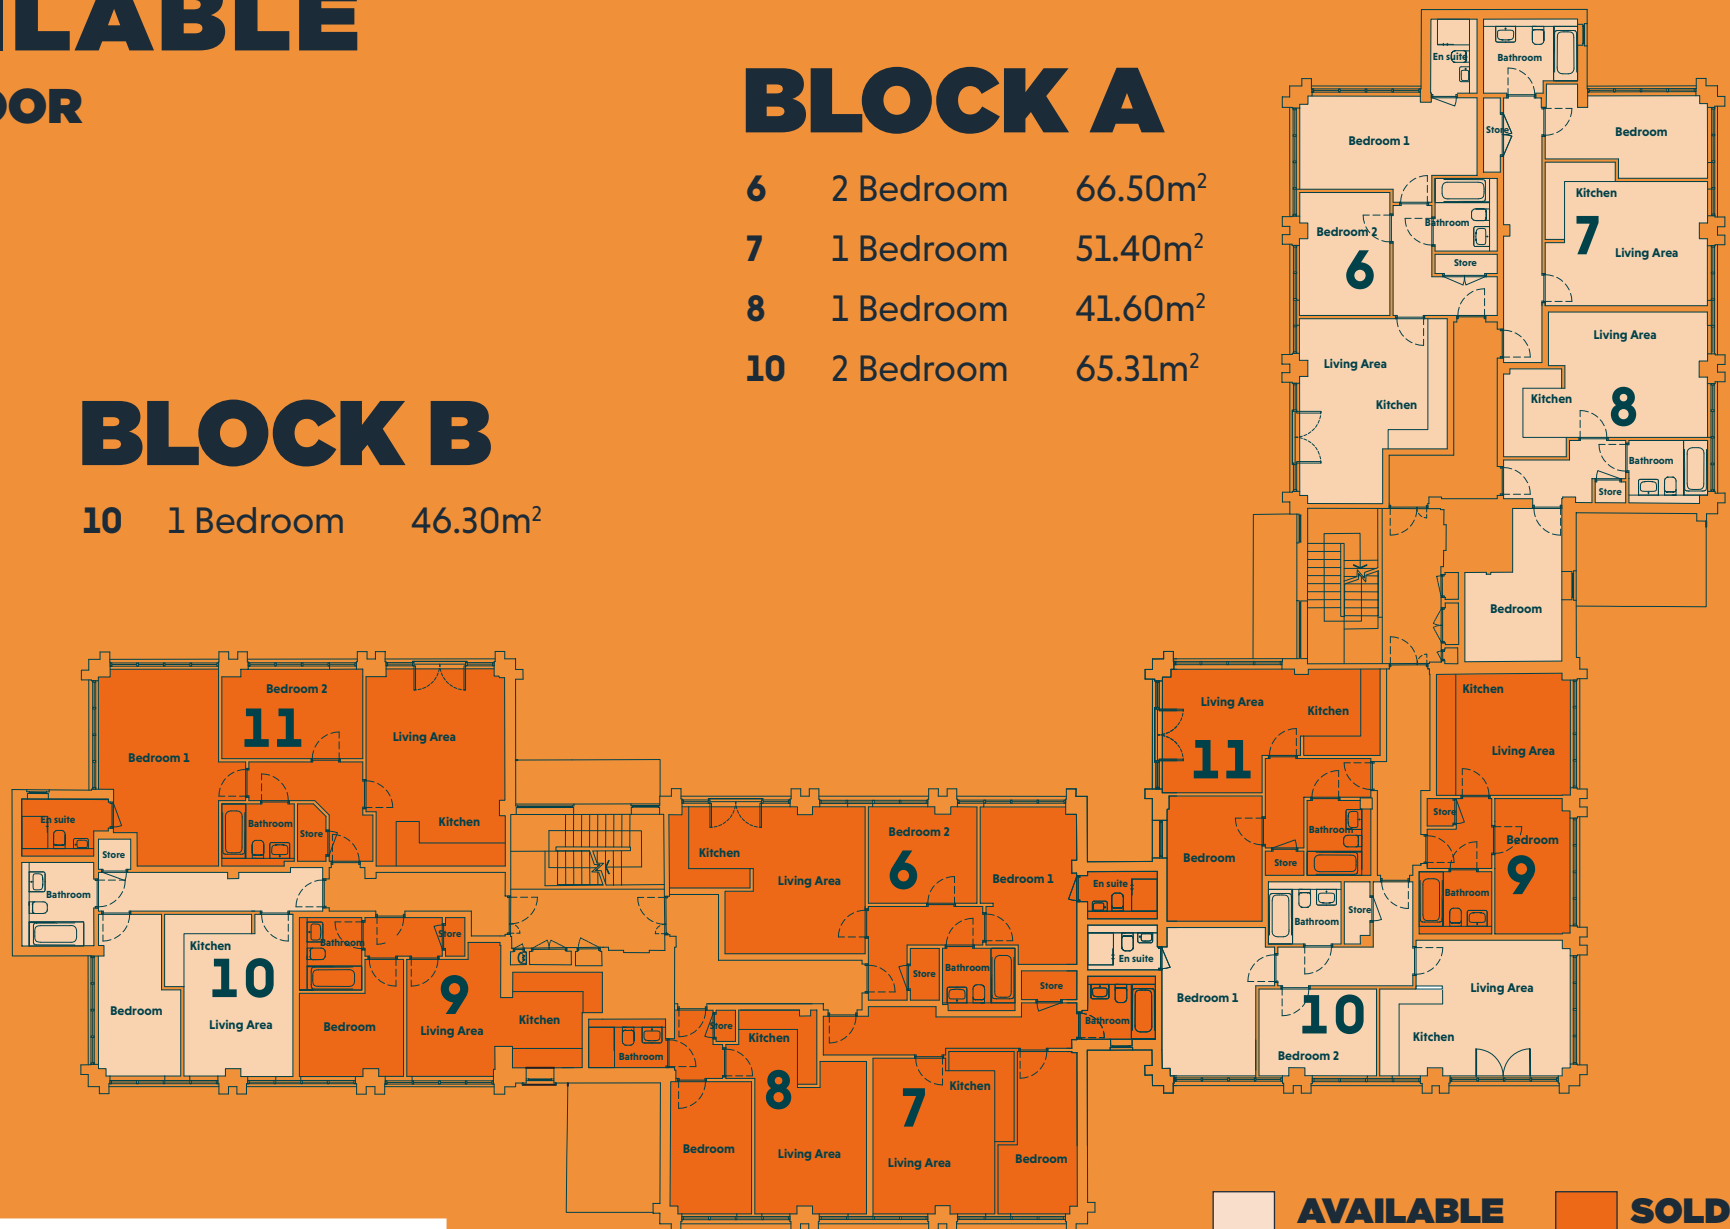 ILABLE
OOR
BLOCK A
6 2 Bedroom 66.50m²
7 1 Bedroom 51.40m²
8 1 Bedroom 41.60m²
10 2 Bedroom 65.31m²
BLOCK B
10 1 Bedroom 46.30m²
En suite
Bathroom
Bedroom 1
Store
Bedroom
Kitchen
Bedroom 2
Bathroom
7
Living Area
6
Store
Living Area
Living Area
Kitchen
Kitchen
8
Bathroom
Store
Bedroom
Bedroom 2
11
Bedroom 1
Living Area
En suite
Bathroom
Store
Kitchen
Store
Bathroom
Kitchen
10
Bedroom
Living Area
Bathroom
Store
9
Bedroom
Living Area
Kitchen
Kitchen
Bedroom 2
6
Living Area
Bedroom 1
En suite
Store
Bathroom
Store
En suite
Bathroom
Store
Bathroom
Kitchen
8
Bedroom
Living Area
Kitchen
7
Living Area
Bedroom
Living Area
Kitchen
11
Bedroom
Bathroom
Store
Kitchen
Living Area
Store
Bedroom
9
Bathroom
Bathroom
Store
Bedroom 1
10
Living Area
Bedroom 2
Kitchen
AVAILABLE
SOLD